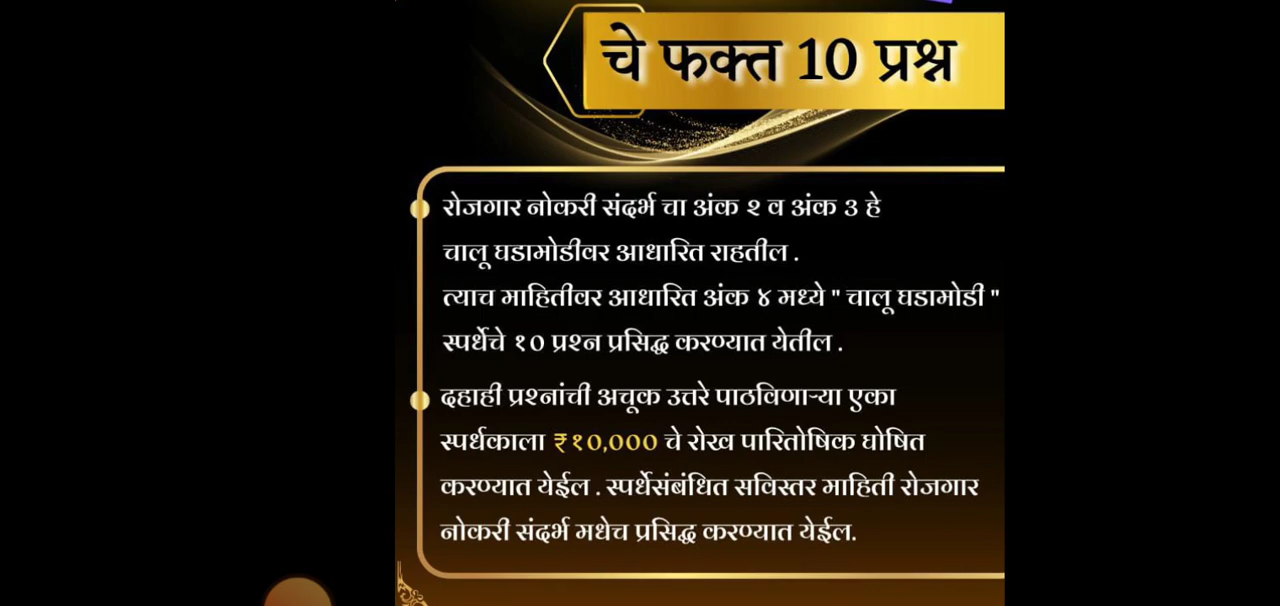 चे फक्त 10 प्रश्न
रोजगार नोकरी संदर्भ चा अंक २ व अंक 3 हे
चालू घडामोडीवर आधारित राहतील .
त्याच माहितीवर आधारित अंक ४ मध्ये " चालू घडामोडी "
स्पर्धेचे १० प्रश्न प्रसिद्ध करण्यात येतील .
दहाही प्रश्नांची अचूक उत्तरे पाठविणाऱ्या एका
स्पर्धकाला ₹१०,००० चे रोख पारितोषिक घोषित
करण्यात येईल . स्पर्धेसंबंधित सविस्तर माहिती रोजगार
नोकरी संदर्भ मधेच प्रसिद्ध करण्यात येईल.